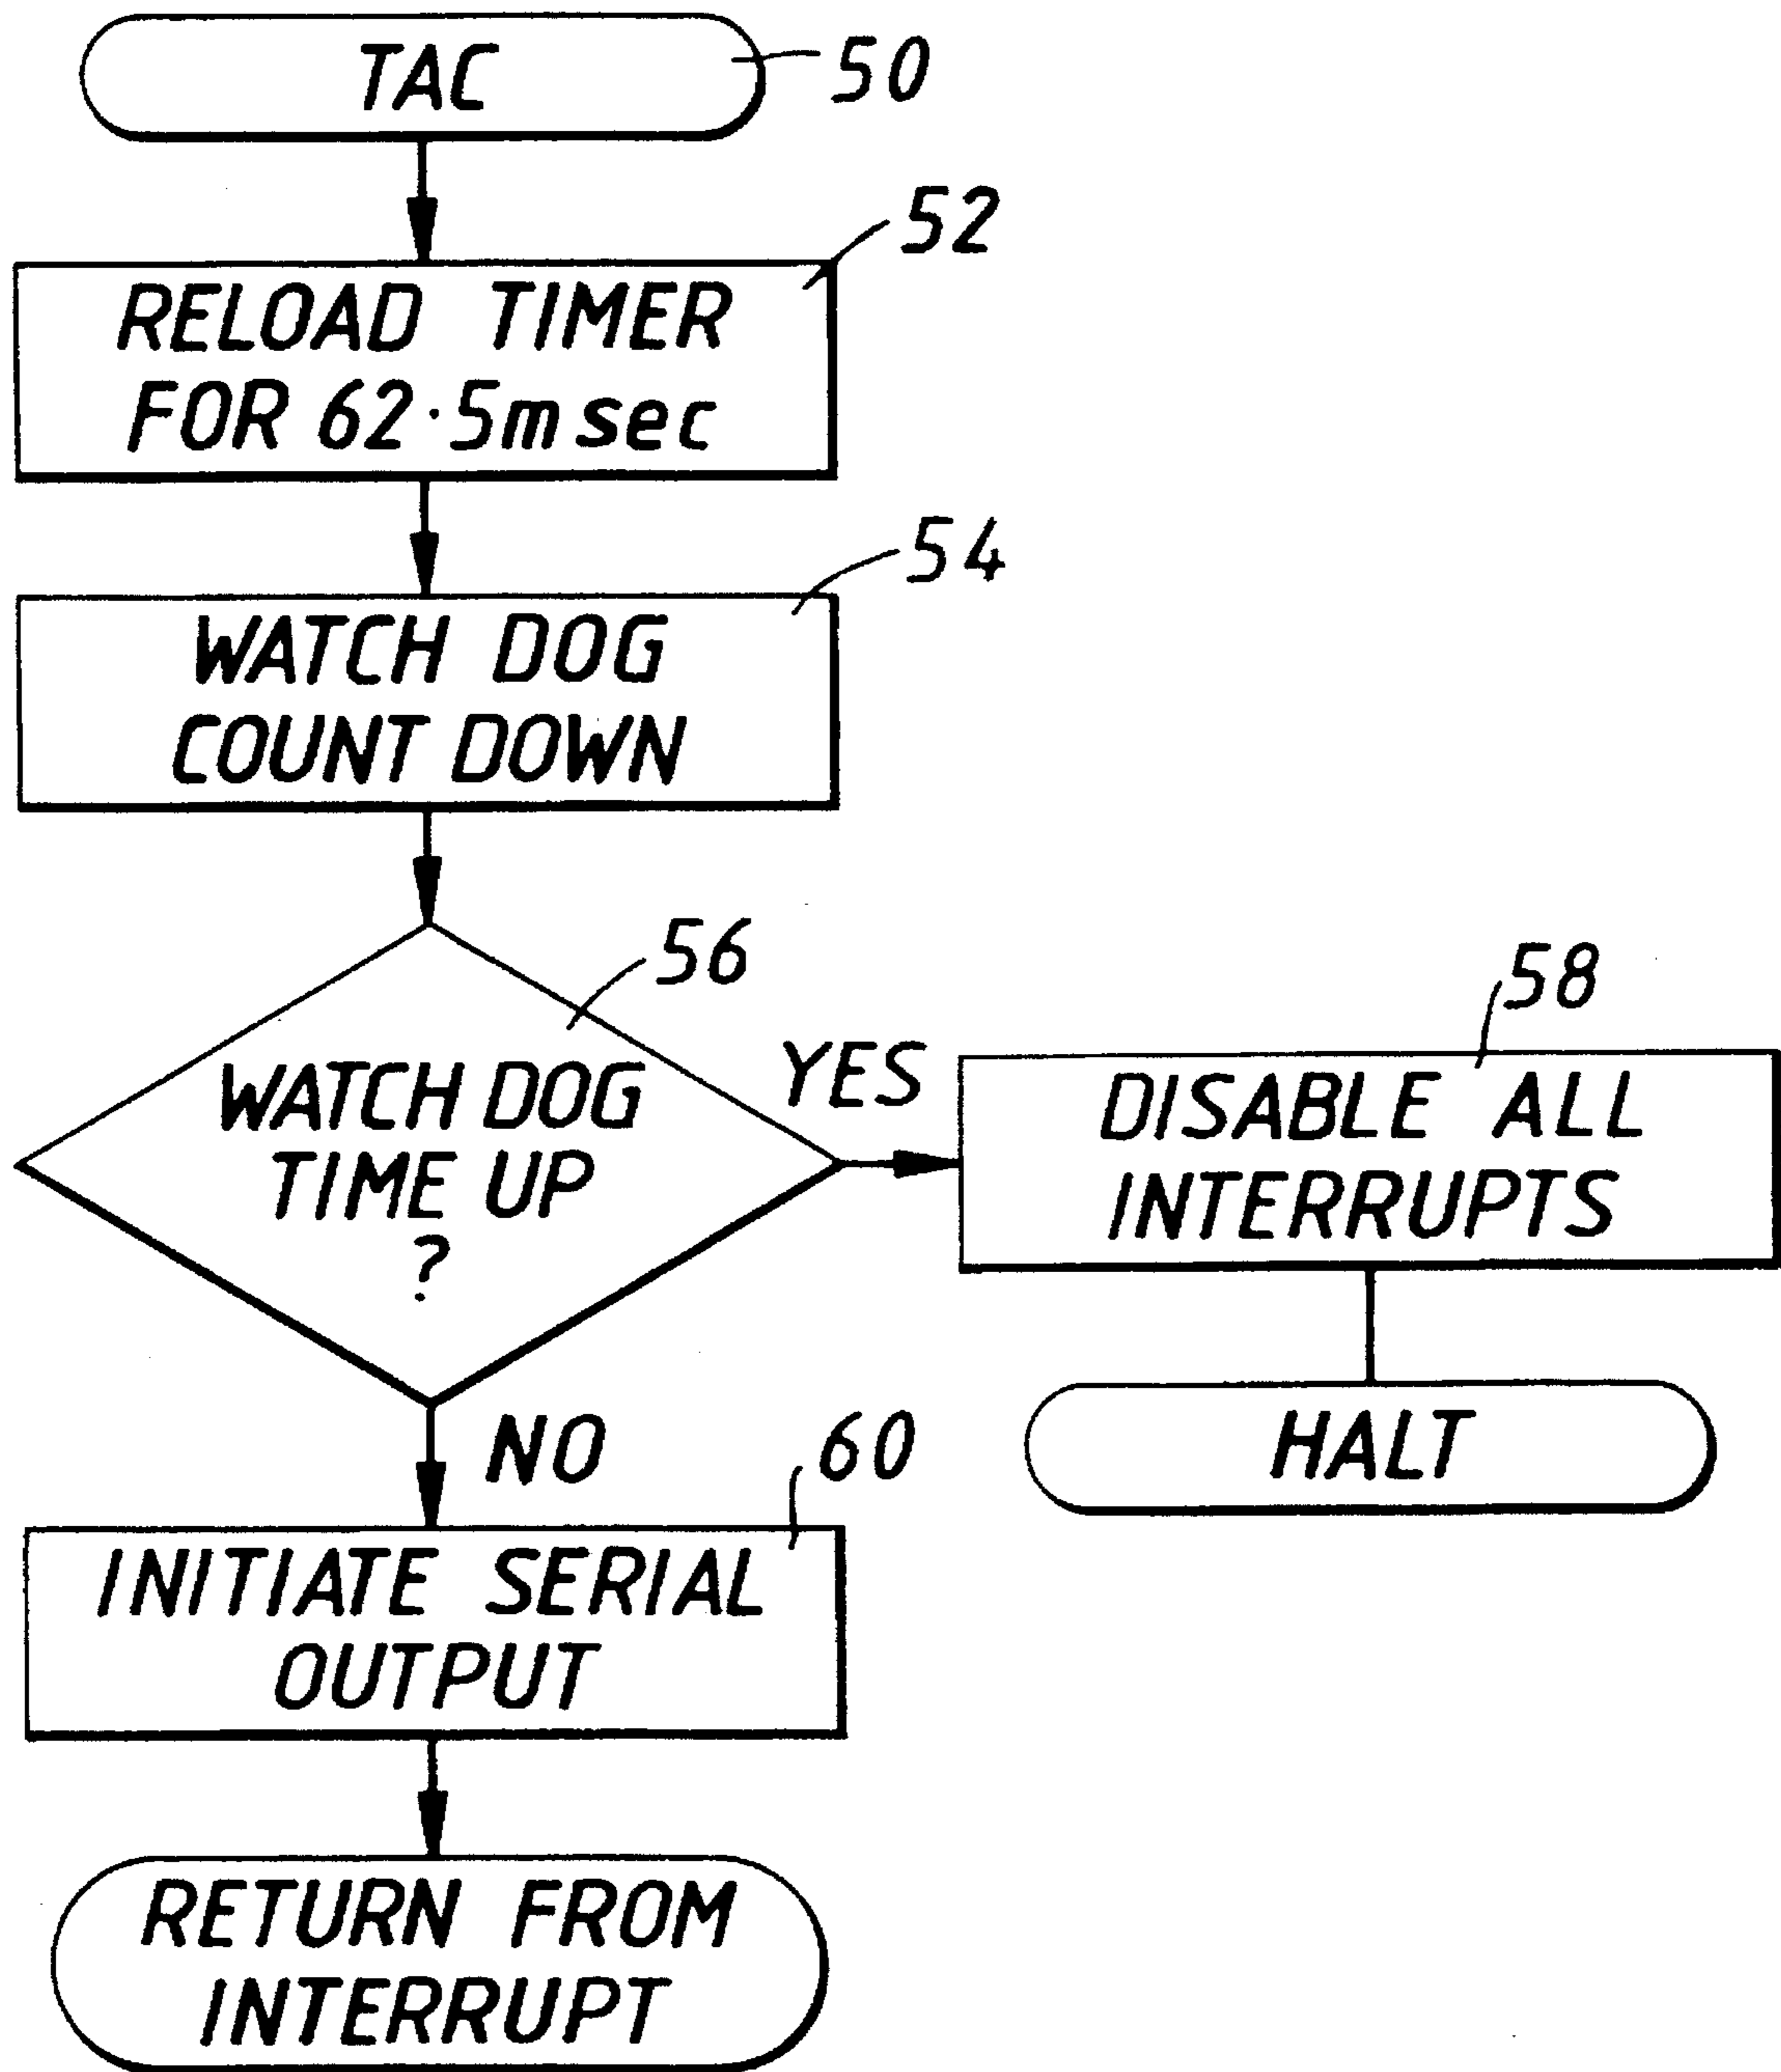 TAC
50
52
RELOAD TIMER
FOR 62·5msec
54
WATCH DOG
COUNT DOWN
56
WATCH DOG
TIME UP
?
YES
58
DISABLE ALL
INTERRUPTS
HALT
NO
60
INITIATE SERIAL
OUTPUT
RETURN FROM
INTERRUPT